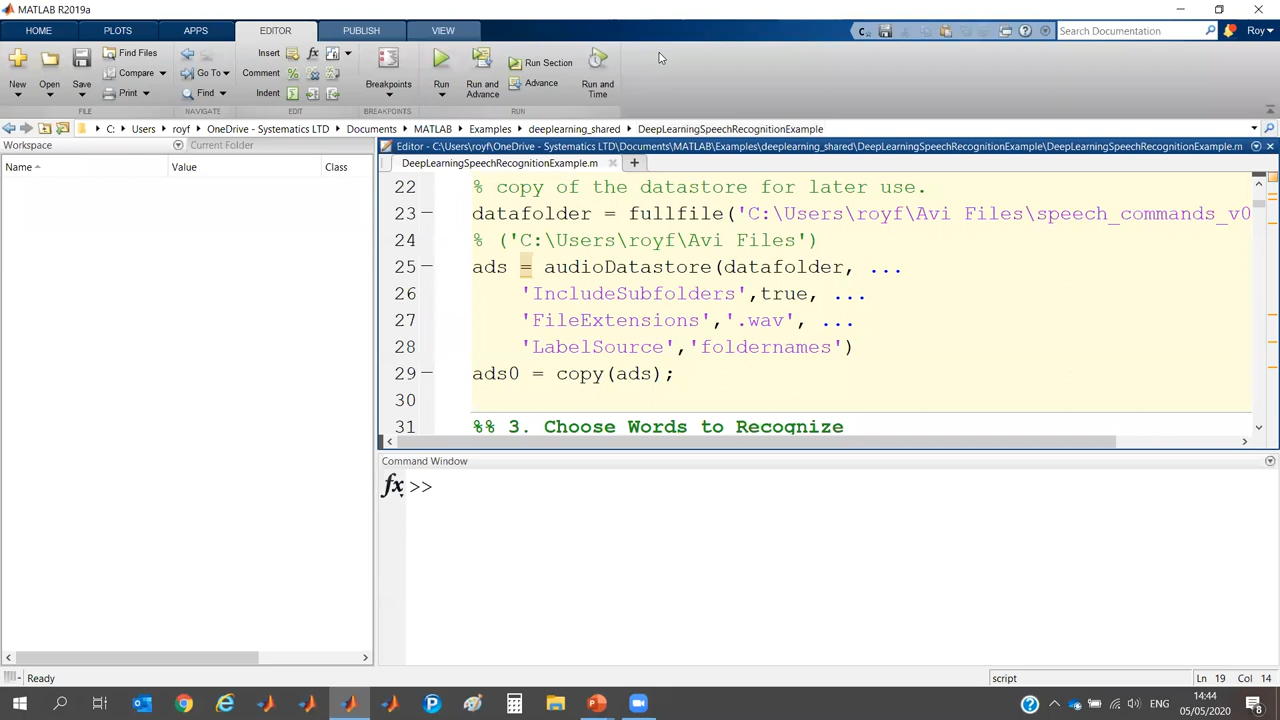 MATLAB R2019a
HOME PLOTS APPS EDITOR PUBLISH VIEW Search Documentation Roy
New Open Save Find Files Compare Print Go To Find Insert Comment Indent Breakpoints Run Run and Advance Run Section Advance Run and Time
FILE NAVIGATE EDIT BREAKPOINTS RUN
C: Users royf OneDrive - Systematics LTD Documents MATLAB Examples deeplearning_shared DeepLearningSpeechRecognitionExample
Workspace Current Folder
Name Value Class
Editor - C:\Users\royf\OneDrive - Systematics LTD\Documents\MATLAB\Examples\deeplearning_shared\DeepLearningSpeechRecognitionExample\DeepLearningSpeechRecognitionExample.m
DeepLearningSpeechRecognitionExample.m
22 % copy of the datastore for later use.
23 datafolder = fullfile('C:\Users\royf\Avi Files\speech_commands_v0
24 % ('C:\Users\royf\Avi Files')
25 ads = audioDatastore(datafolder, ...
26 'IncludeSubfolders',true, ...
27 'FileExtensions','.wav', ...
28 'LabelSource','foldernames')
29 ads0 = copy(ads);
30
31 %% 3. Choose Words to Recognize
Command Window
fx >>
Ready script Ln 19 Col 14
ENG 14:44
05/05/2020 8